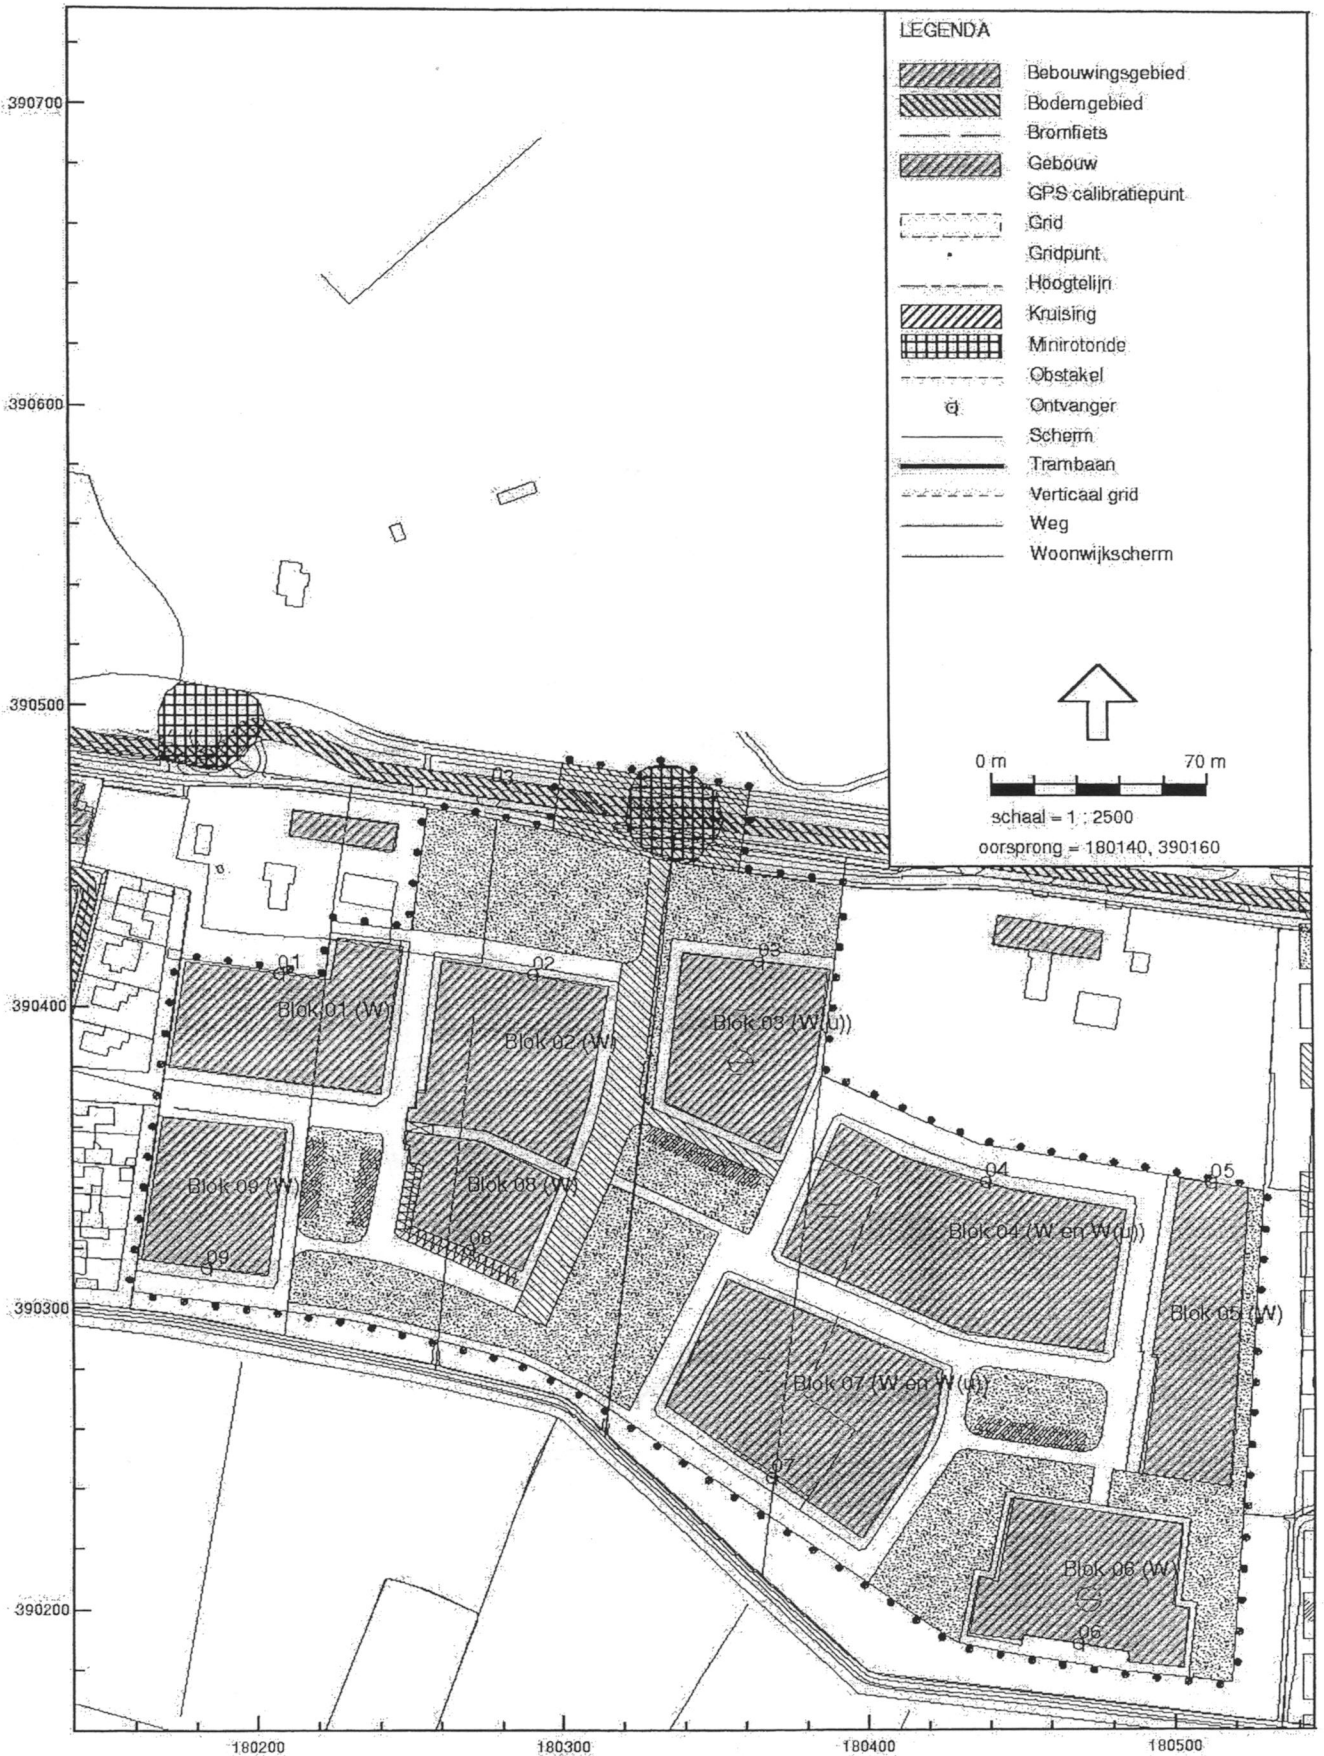 LEGENDA
Bebouwingsgebied
Bodemgebied
Bromfiets
Gebouw
GPS calibratiepunt
Grid
Gridpunt
Hoogtelijn
Kruising
Minirotonde
Obstakel
Ontvanger
Scherm
Trambaan
Verticaal grid
Weg
Woonwijkscherm
0 m 70 m
schaal = 1 : 2500
oorsprong = 180140, 390160
390700
390600
390500
390400
390300
390200
180200 180300 180400 180500
03
01
02
03
Blok 01 (W)
Blok 02 (W)
Blok 03 (W(u))
04
05
Blok 09 (W)
Blok 08 (W)
Blok 04 (W en W(u))
09
08
Blok 05 (W)
Blok 07 (W en W(u))
07
Blok 06 (W)
06